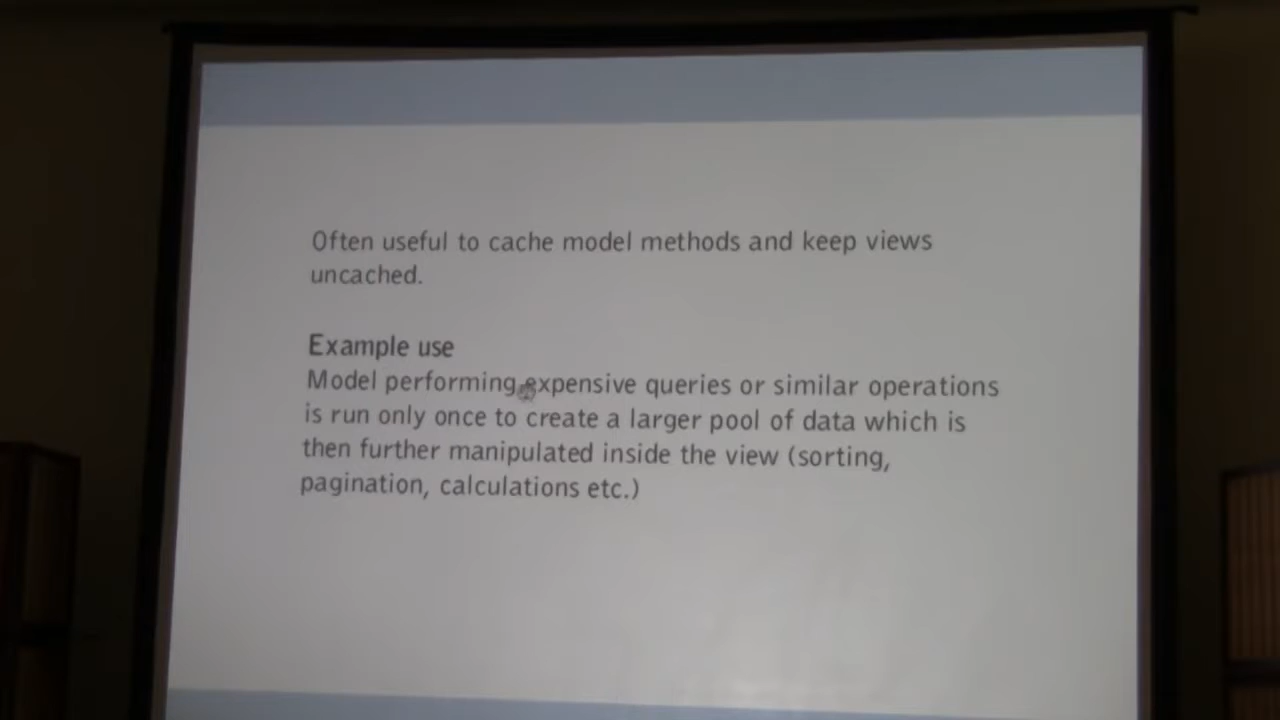 Often useful to cache model methods and keep views
uncached.
Example use
Model performing expensive queries or similar operations
is run only once to create a larger pool of data which is
then further manipulated inside the view (sorting,
pagination, calculations etc.)